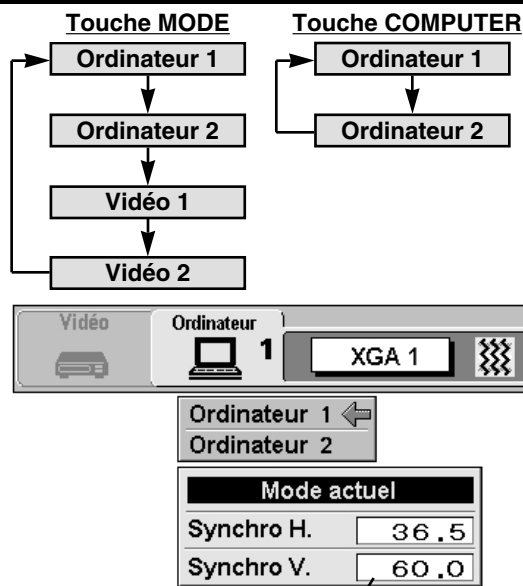 Touche MODE
Ordinateur 1
Ordinateur 2
Vidéo 1
Vidéo 2
Touche COMPUTER
Ordinateur 1
Ordinateur 2
Vidéo
Ordinateur
1
XGA 1
Ordinateur 1
Ordinateur 2
Mode actuel
Synchro H. 36.5
Synchro V. 60.0